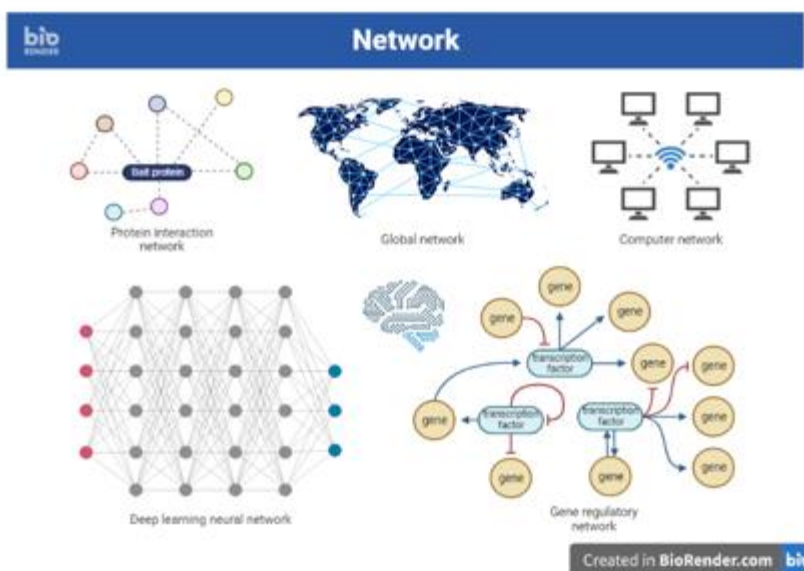 bio
RENDER
Network
Bait protein
Protein interaction
network
Global network
Computer network
gene
gene
gene
transcription
factor
gene
gene
gene
transcription
factor
transcription
factor
gene
gene
gene
gene
Deep learning neural network
Gene regulatory
network
Created in BioRender.com bio